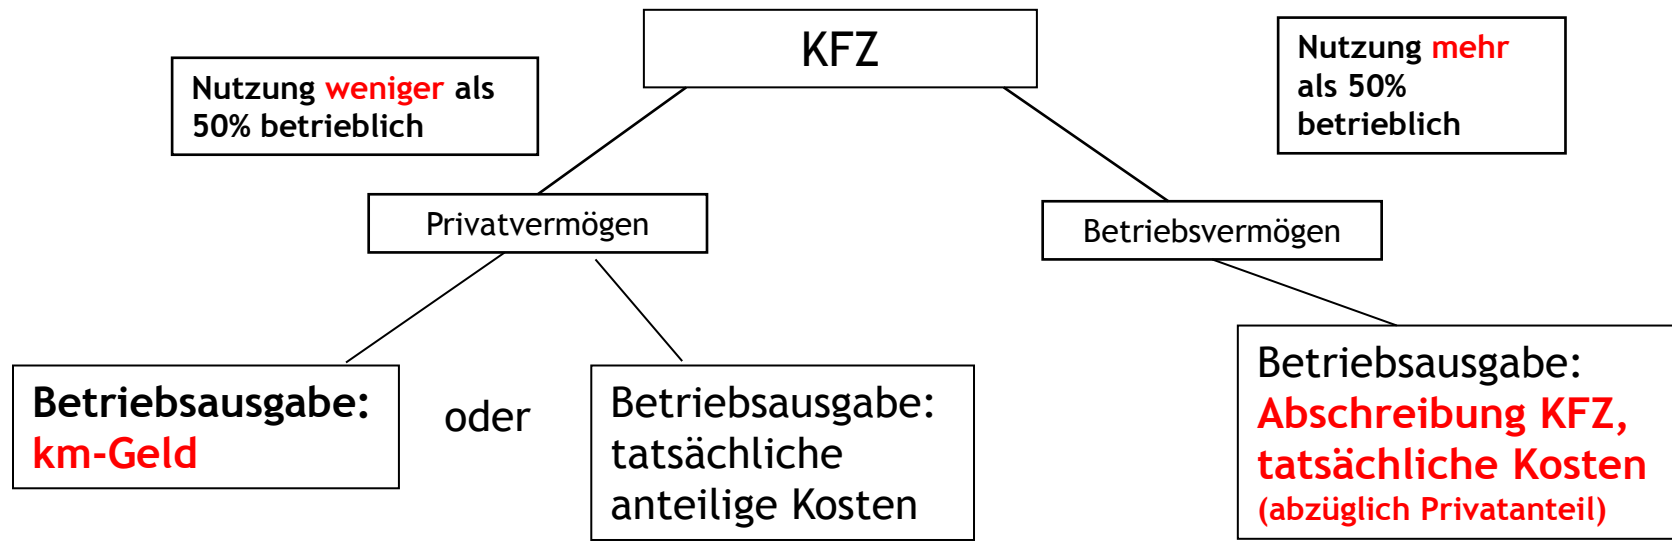 KFZ
Nutzung weniger als
50% betrieblich
Nutzung mehr
als 50%
betrieblich
Privatvermögen
Betriebsvermögen
Betriebsausgabe:
km-Geld
oder
Betriebsausgabe:
tatsächliche
anteilige Kosten
Betriebsausgabe:
Abschreibung KFZ,
tatsächliche Kosten
(abzüglich Privatanteil)